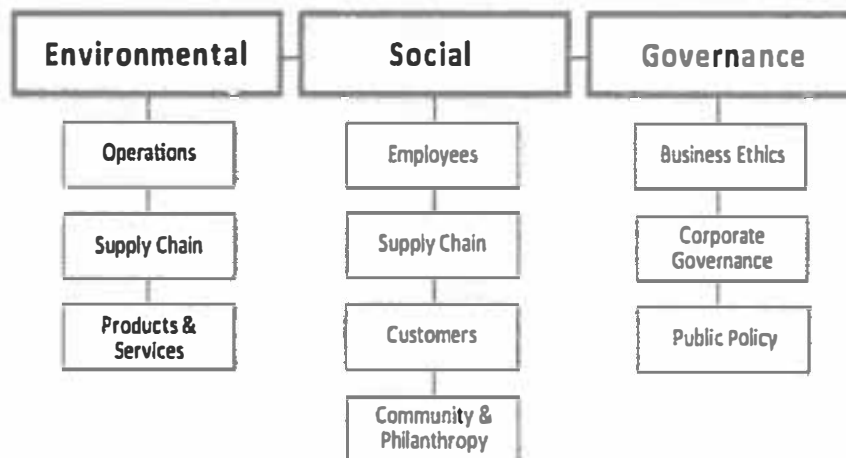 Environmental
Social
Governance
Operations
Employees
Business Ethics
Supply Chain
Supply Chain
Corporate
Governance
Products &
Services
Customers
Public Policy
Community &
Philanthropy